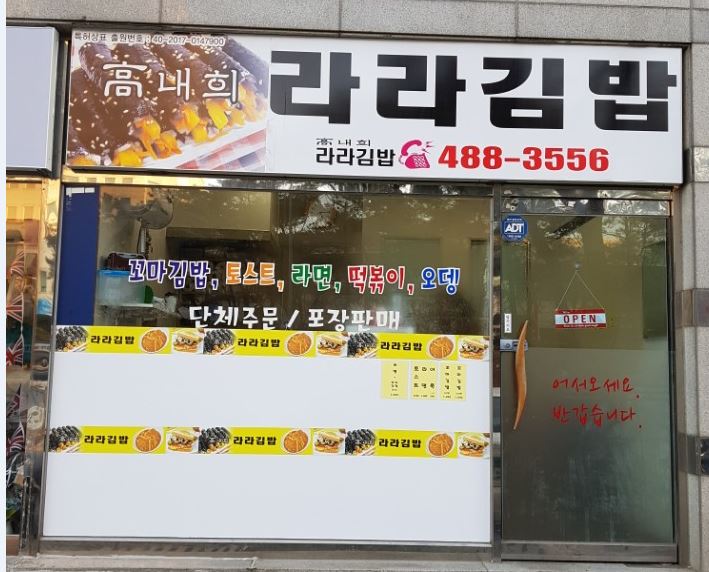 특허상표 출원번호 : 40-2017-0147900
高내희
라라김밥
高내희
라라김밥 488-3556
ADT
꼬마김밥, 토스트, 라면, 떡볶이, 오뎅
단체주문 / 포장판매
OPEN
라라김밥 라라김밥 라라김밥
어서오세요.
반갑습니다.
라라김밥 라라김밥 라라김밥